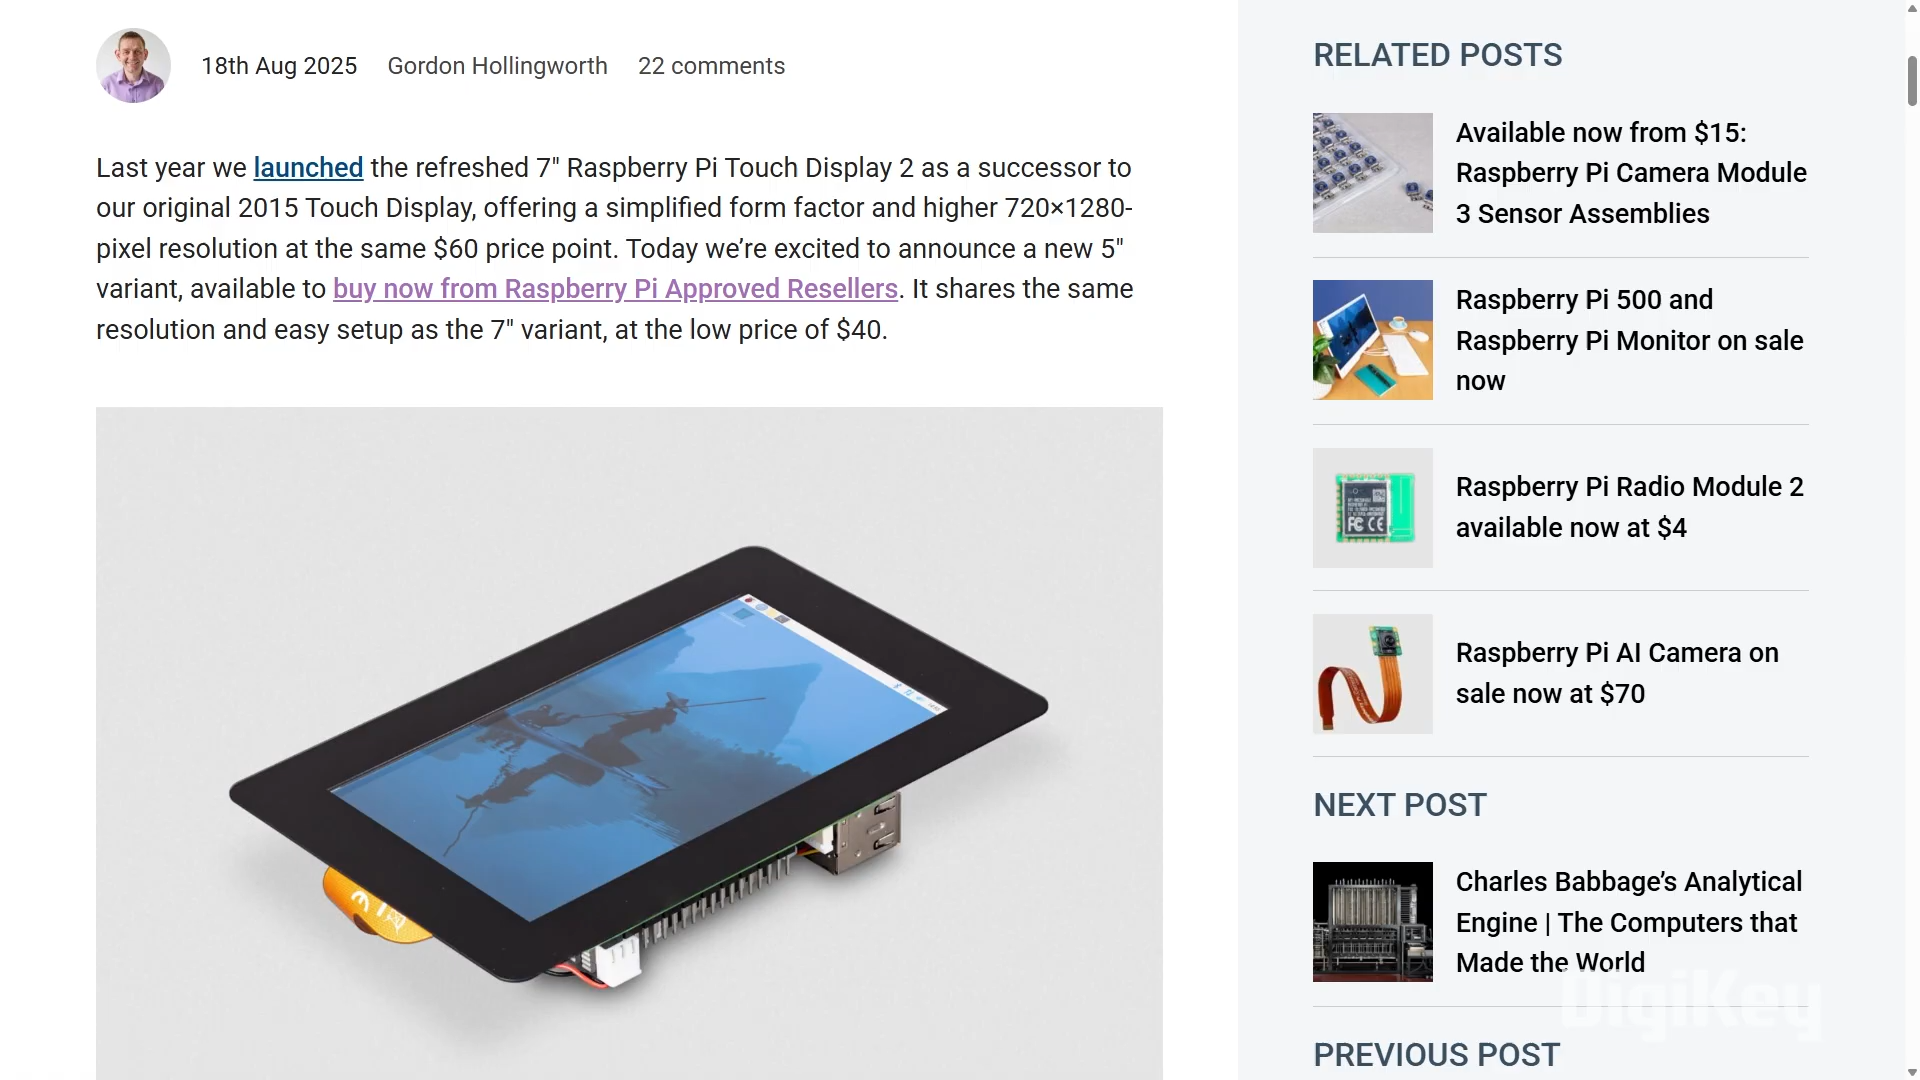 18th Aug 2025 Gordon Hollingworth 22 comments
Last year we launched the refreshed 7" Raspberry Pi Touch Display 2 as a successor to
our original 2015 Touch Display, offering a simplified form factor and higher 720×1280-
pixel resolution at the same $60 price point. Today we’re excited to announce a new 5"
variant, available to buy now from Raspberry Pi Approved Resellers. It shares the same
resolution and easy setup as the 7" variant, at the low price of $40.
RELATED POSTS
Available now from $15:
Raspberry Pi Camera Module
3 Sensor Assemblies
Raspberry Pi 500 and
Raspberry Pi Monitor on sale
now
FC CE
Raspberry Pi Radio Module 2
available now at $4
Raspberry Pi AI Camera on
sale now at $70
NEXT POST
Charles Babbage’s Analytical
Engine | The Computers that
Made the World
DigiKey
PREVIOUS POST